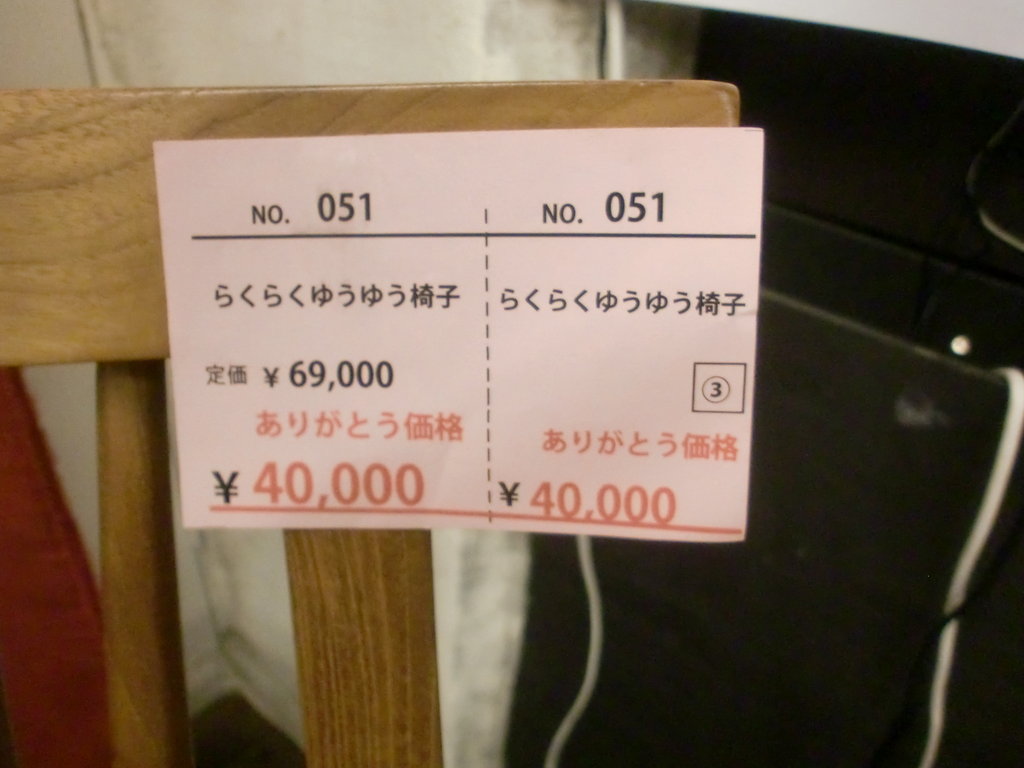 NO. 051
らくらくゆうゆう椅子
定価 ¥ 69,000
ありがとう価格
¥ 40,000
NO. 051
らくらくゆうゆう椅子
③
ありがとう価格
¥ 40,000